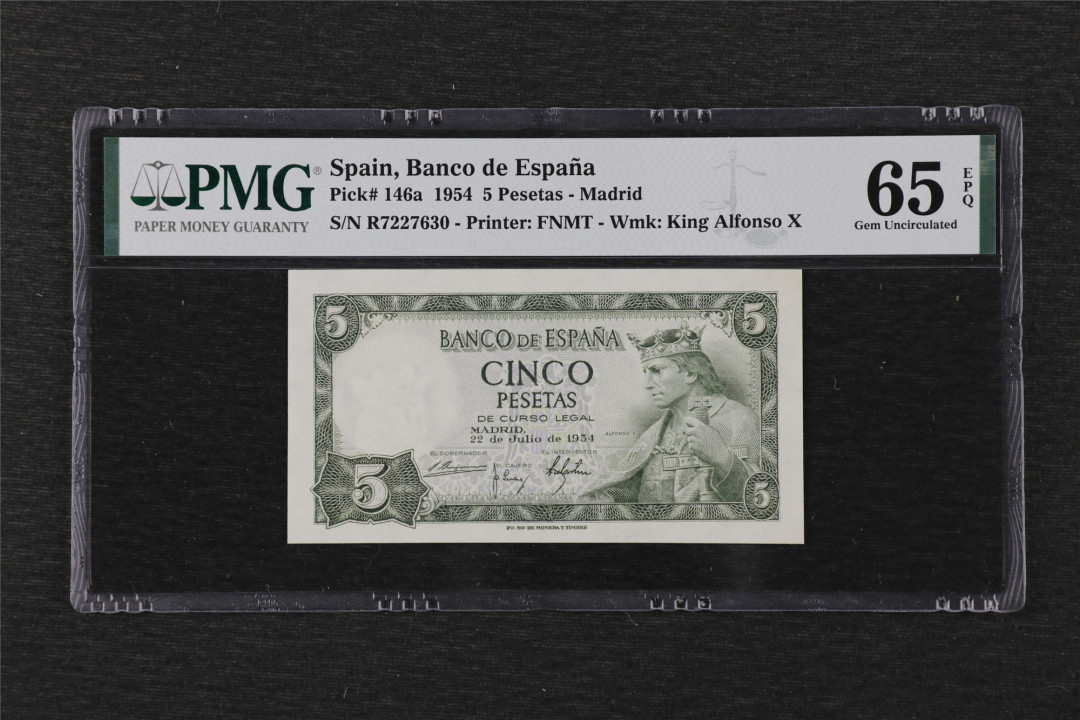 PMG®
PAPER MONEY GUARANTY
Spain, Banco de España
Pick# 146a 1954 5 Pesetas - Madrid
S/N R7227630 - Printer: FNMT - Wmk: King Alfonso X
65
EPQ
Gem Uncirculated
5
5
BANCO DE ESPAÑA
CINCO
PESETAS
DE CURSO LEGAL
MADRID,
22 de Julio de 1954
ALFONSO X
EL GOBERNADOR
EL INTERVENTOR
EL CAJERO
5
5